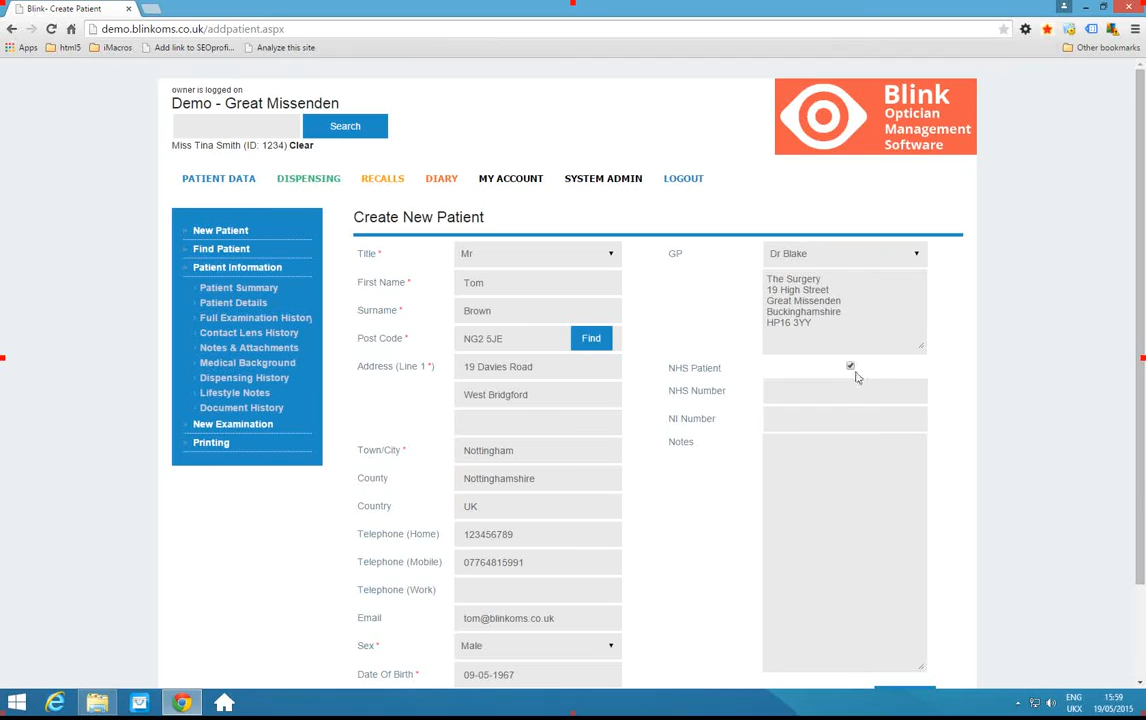 Blink- Create Patient
demo.blinkoms.co.uk/addpatient.aspx
Apps html5 iMacros Add link to SEOprofi... Analyze this site Other bookmarks
owner is logged on
Demo - Great Missenden
Search
Miss Tina Smith (ID: 1234) Clear
Blink
Optician
Management
Software
PATIENT DATA DISPENSING RECALLS DIARY MY ACCOUNT SYSTEM ADMIN LOGOUT
New Patient
Find Patient
Patient Information
Patient Summary
Patient Details
Full Examination History
Contact Lens History
Notes & Attachments
Medical Background
Dispensing History
Lifestyle Notes
Document History
New Examination
Printing
Create New Patient
Title * Mr
First Name * Tom
Surname * Brown
Post Code * NG2 5JE Find
Address (Line 1 *) 19 Davies Road
West Bridgford
Town/City * Nottingham
County Nottinghamshire
Country UK
Telephone (Home) 123456789
Telephone (Mobile) 07764815991
Telephone (Work)
Email tom@blinkoms.co.uk
Sex * Male
Date Of Birth * 09-05-1967
GP Dr Blake
The Surgery
19 High Street
Great Missenden
Buckinghamshire
HP16 3YY
NHS Patient
NHS Number
NI Number
Notes
ENG 15:59
UKX 19/05/2015